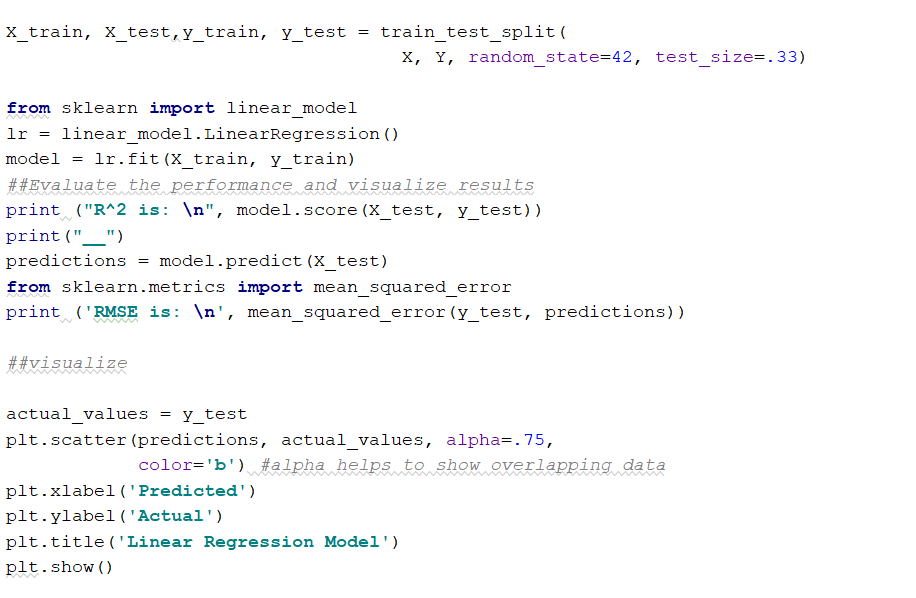 X_train, X_test,y_train, y_test = train_test_split(
                                    X, Y, random_state=42, test_size=.33)
from sklearn import linear_model
lr = linear_model.LinearRegression()
model = lr.fit(X_train, y_train)
##Evaluate the performance and visualize results
print ("R^2 is: \n", model.score(X_test, y_test))
print("__")
predictions = model.predict(X_test)
from sklearn.metrics import mean_squared_error
print ('RMSE is: \n', mean_squared_error(y_test, predictions))
##visualize
actual_values = y_test
plt.scatter(predictions, actual_values, alpha=.75,
            color='b') #alpha helps to show overlapping data
plt.xlabel('Predicted')
plt.ylabel('Actual')
plt.title('Linear Regression Model')
plt.show()